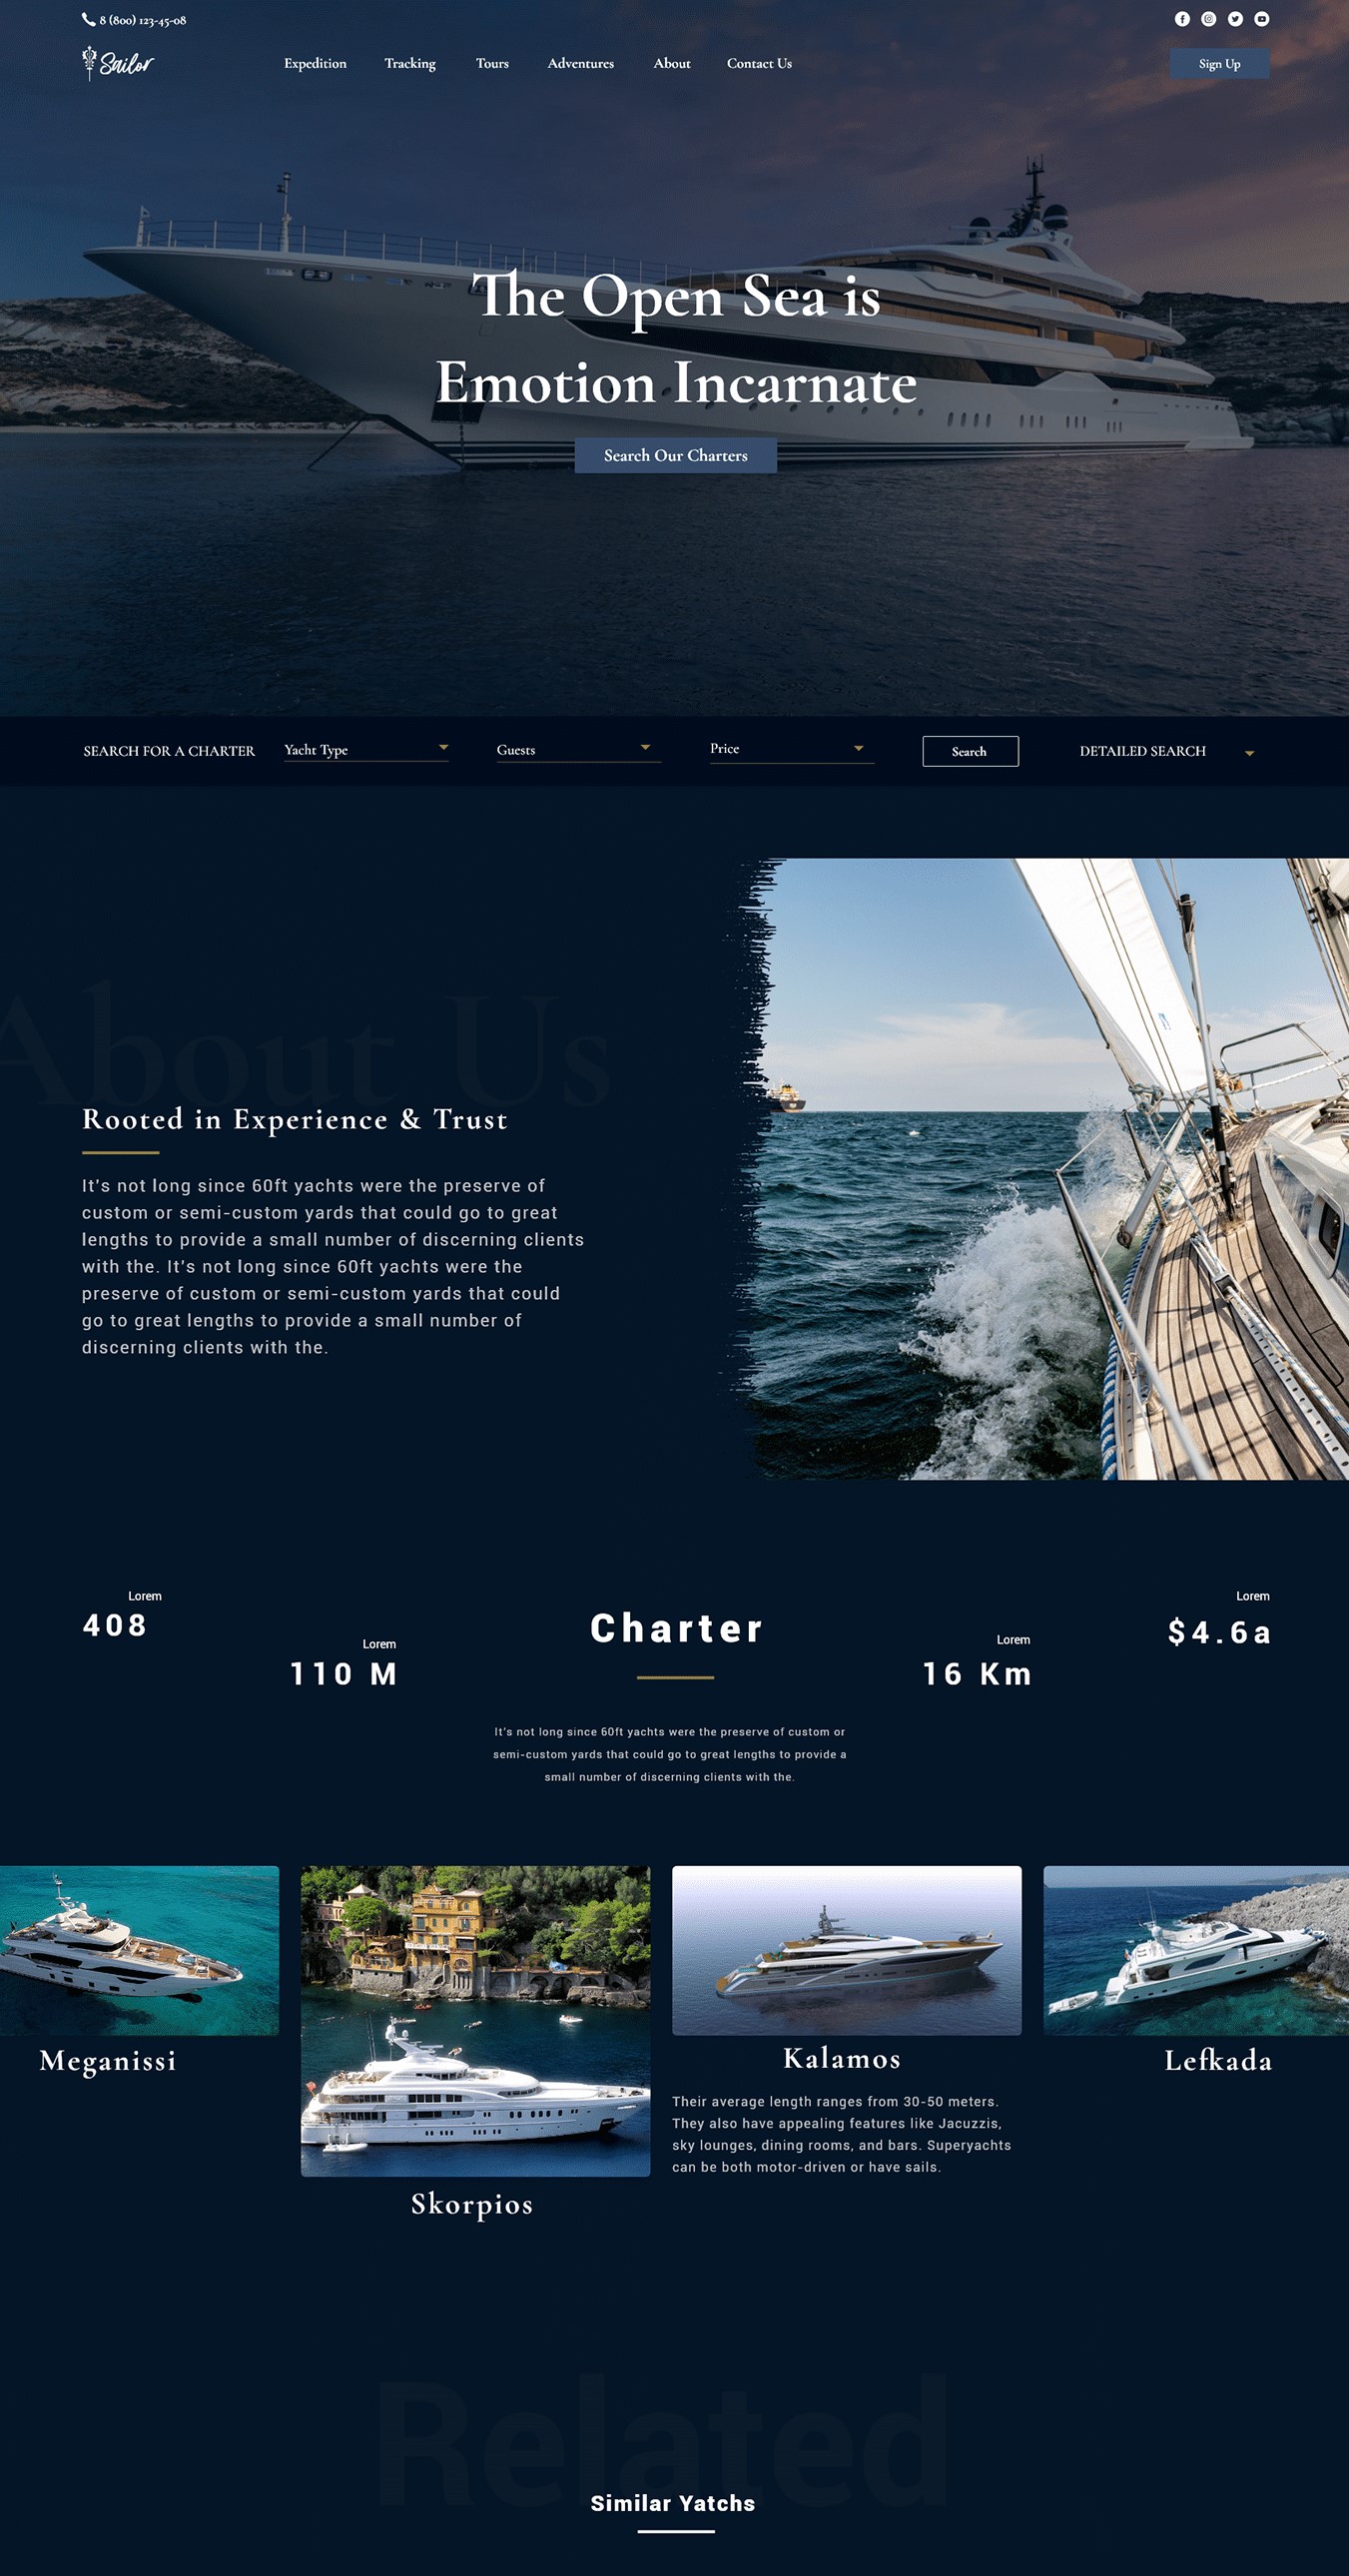 8 (800) 123-45-08
Sailor
Expedition
Tracking
Tours
Adventures
About
Contact Us
Sign Up
The Open Sea is
Emotion Incarnate
Search Our Charters
SEARCH FOR A CHARTER
Yacht Type
Guests
Price
Search
DETAILED SEARCH
About Us
Rooted in Experience & Trust
It's not long since 60ft yachts were the preserve of
custom or semi-custom yards that could go to great
lengths to provide a small number of discerning clients
with the. It's not long since 60ft yachts were the
preserve of custom or semi-custom yards that could
go to great lengths to provide a small number of
discerning clients with the.
Lorem
408
Lorem
110 M
Charter
Lorem
16 Km
Lorem
$4.6a
It's not long since 60ft yachts were the preserve of custom or
semi-custom yards that could go to great lengths to provide a
small number of discerning clients with the.
Meganissi
Skorpios
Kalamos
Their average length ranges from 30-50 meters.
They also have appealing features like Jacuzzis,
sky lounges, dining rooms, and bars. Superyachts
can be both motor-driven or have sails.
Lefkada
Related
Similar Yatchs